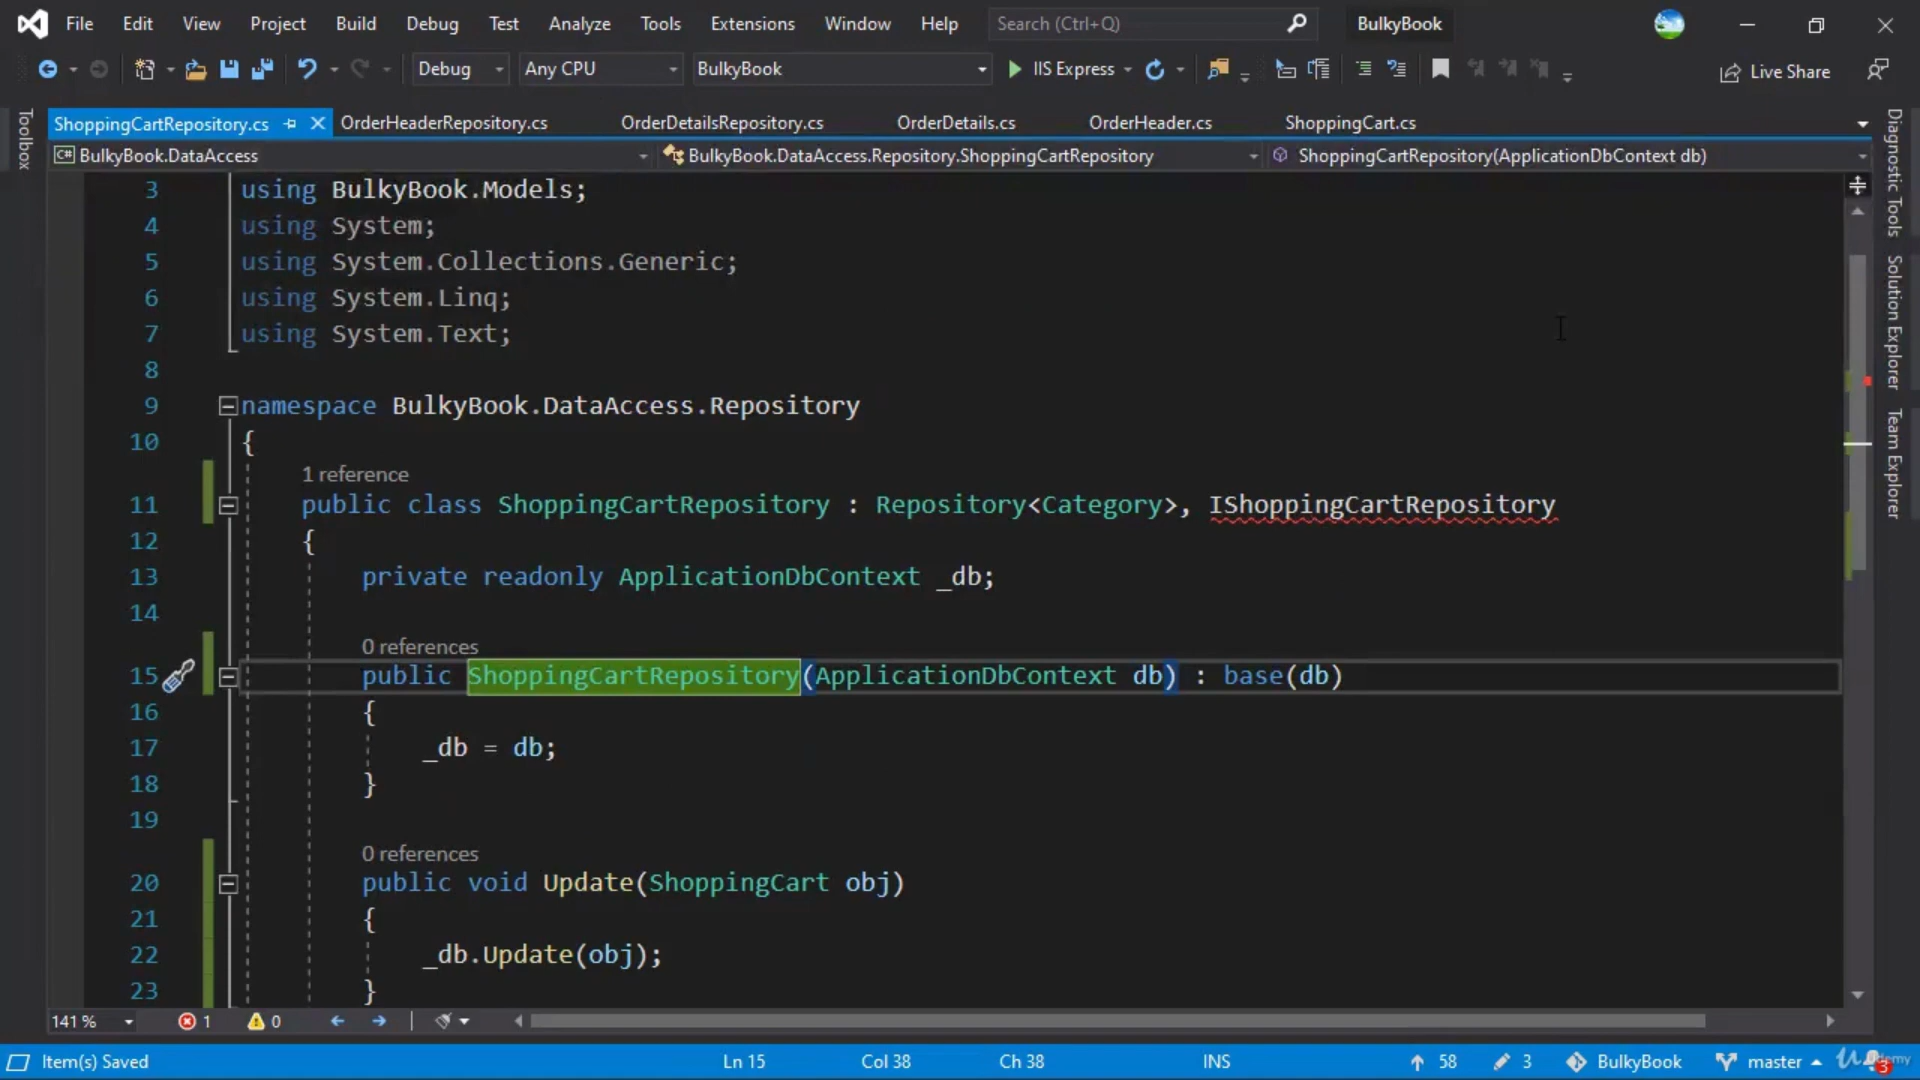 File Edit View Project Build Debug Test Analyze Tools Extensions Window Help Search (Ctrl+Q) BulkyBook
Debug Any CPU BulkyBook IIS Express Live Share
ShoppingCartRepository.cs OrderHeaderRepository.cs OrderDetailsRepository.cs OrderDetails.cs OrderHeader.cs ShoppingCart.cs
C# BulkyBook.DataAccess BulkyBook.DataAccess.Repository.ShoppingCartRepository ShoppingCartRepository(ApplicationDbContext db)
Toolbox
Diagnostic Tools
Solution Explorer
Team Explorer
3 using BulkyBook.Models;
4 using System;
5 using System.Collections.Generic;
6 using System.Linq;
7 using System.Text;
8
9 namespace BulkyBook.DataAccess.Repository
10 {
1 reference
11 public class ShoppingCartRepository : Repository<Category>, IShoppingCartRepository
12 {
13 private readonly ApplicationDbContext _db;
14
0 references
15 public ShoppingCartRepository(ApplicationDbContext db) : base(db)
16 {
17 _db = db;
18 }
19
0 references
20 public void Update(ShoppingCart obj)
21 {
22 _db.Update(obj);
23 }
141 % 1 0
Item(s) Saved Ln 15 Col 38 Ch 38 INS 58 3 BulkyBook master 3